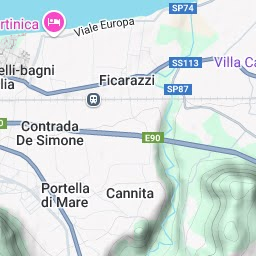 SP74
rtinica
Viale Europa
elli-bagni
lia
Ficarazzi
SS113
Villa Ca
SP87
Contrada
De Simone
E90
Portella
di Mare
Cannita